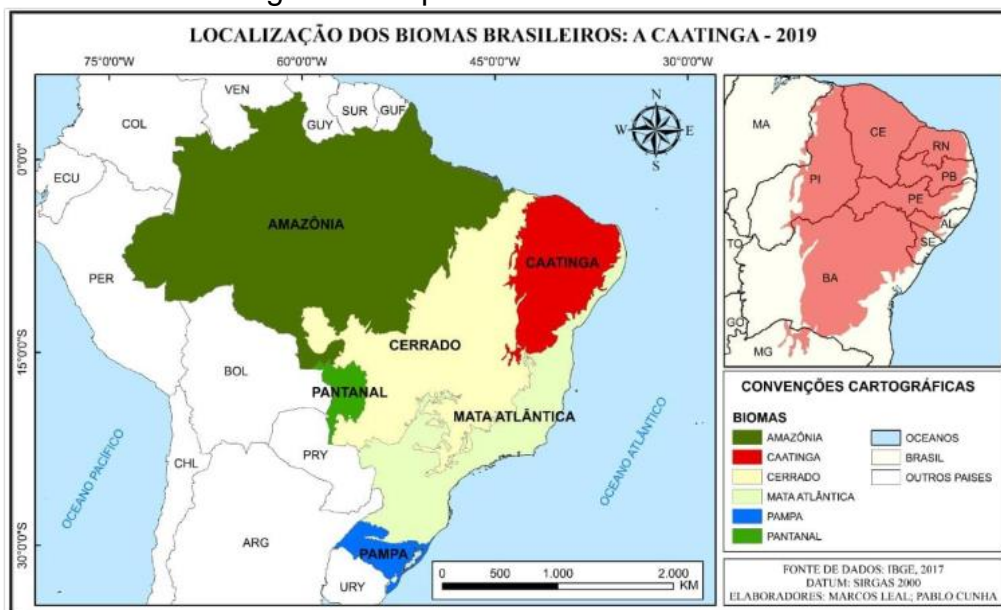 LOCALIZAÇÃO DOS BIOMAS BRASILEIROS: A CAATINGA - 2019
75°0'0"W
60°0'0"W
45°0'0"W
30°0'0"W
0°0'0"
15°0'0"S
30°0'0"S
N
W
E
S
VEN
COL
GUY
SUR
GUF
ECU
PER
BOL
PRY
CHL
ARG
URY
AMAZÔNIA
CAATINGA
CERRADO
PANTANAL
MATA ATLÂNTICA
PAMPA
OCEANO PACÍFICO
OCEANO ATLÂNTICO
0 500 1.000 2.000
KM
MA
CE
RN
PI
PB
PE
AL
SE
TO
BA
GO
MG
CONVENÇÕES CARTOGRÁFICAS
BIOMAS
AMAZÔNIA
CAATINGA
CERRADO
MATA ATLÂNTICA
PAMPA
PANTANAL
OCEANOS
BRASIL
OUTROS PAISES
FONTE DE DADOS: IBGE, 2017
DATUM: SIRGAS 2000
ELABORADORES: MARCOS LEAL; PABLO CUNHA